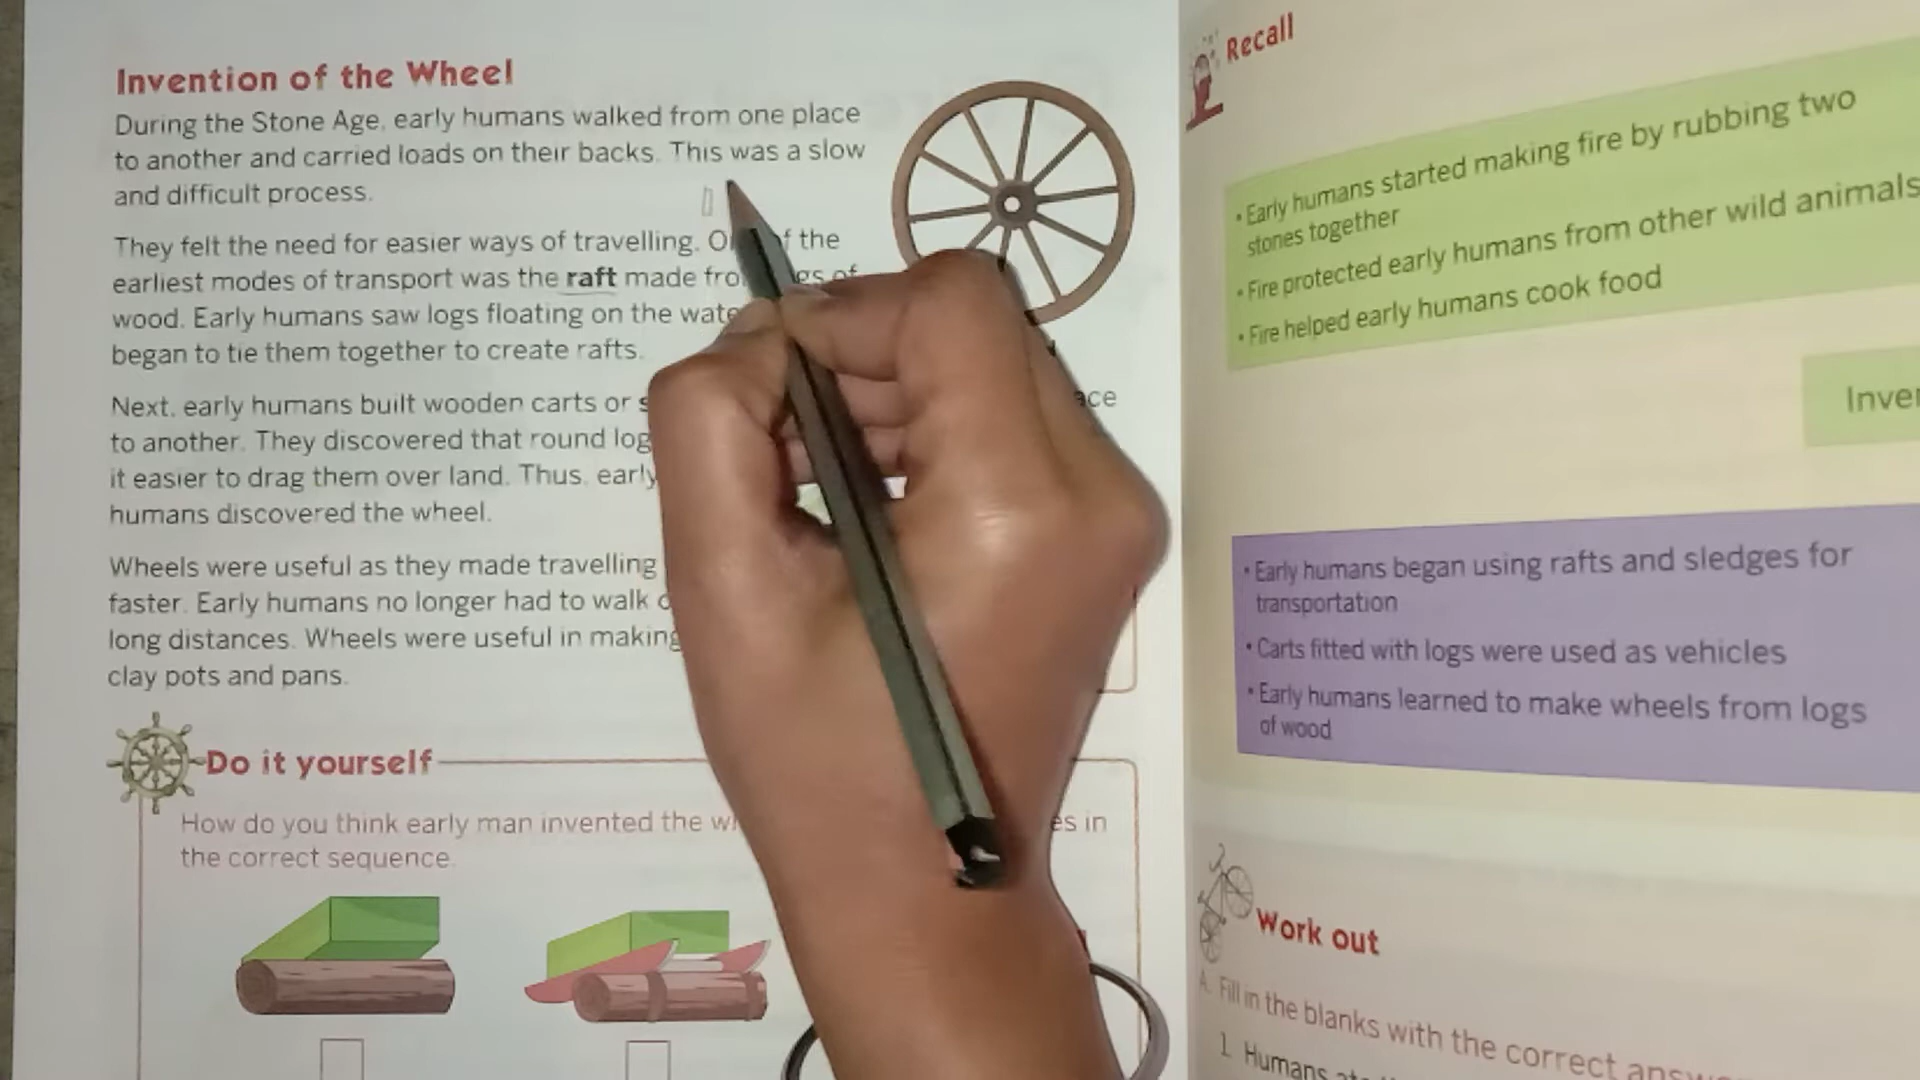 Invention of the Wheel
During the Stone Age, early humans walked from one place
to another and carried loads on their backs. This was a slow
and difficult process.
They felt the need for easier ways of travelling. of the
earliest modes of transport was the raft made of
wood. Early humans saw logs floating on the
began to tie them together to create rafts.
Next, early humans built wooden carts or
to another. They discovered that round
it easier to drag them over land. Thus, early
humans discovered the wheel.
Wheels were useful as they made travelling
faster. Early humans no longer had to walk
long distances. Wheels were useful in making
clay pots and pans.
Do it yourself
How do you think early man invented the in
the correct sequence.
Recall
• Early humans started making fire by rubbing two
stones together
• Fire protected early humans from other wild animals
• Fire helped early humans cook food
• Early humans began using rafts and sledges for
transportation
• Carts fitted with logs were used as vehicles
• Early humans learned to make wheels from logs
of wood
Work out
A. Fill in the blanks with the correct
1. Humans